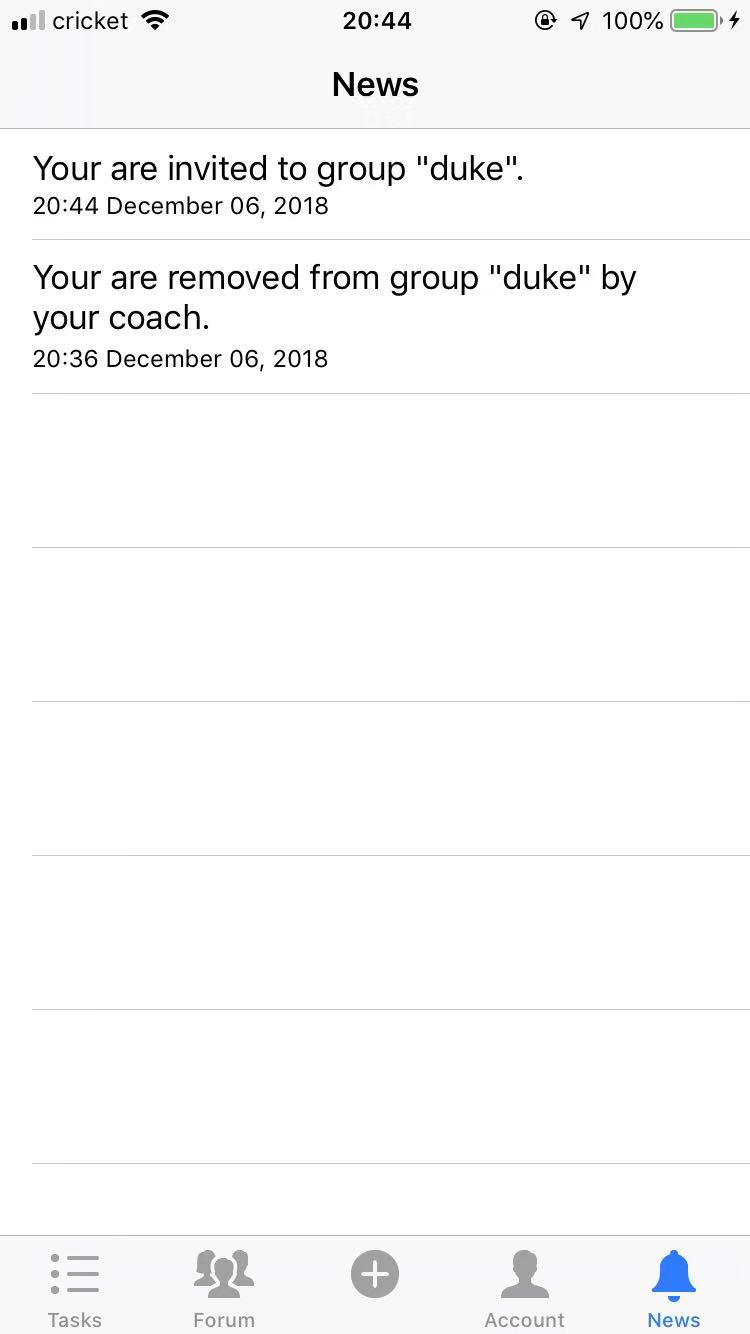 cricket 20:44 100%
News
Your are invited to group "duke".
20:44 December 06, 2018
Your are removed from group "duke" by
your coach.
20:36 December 06, 2018
Tasks Forum Account News